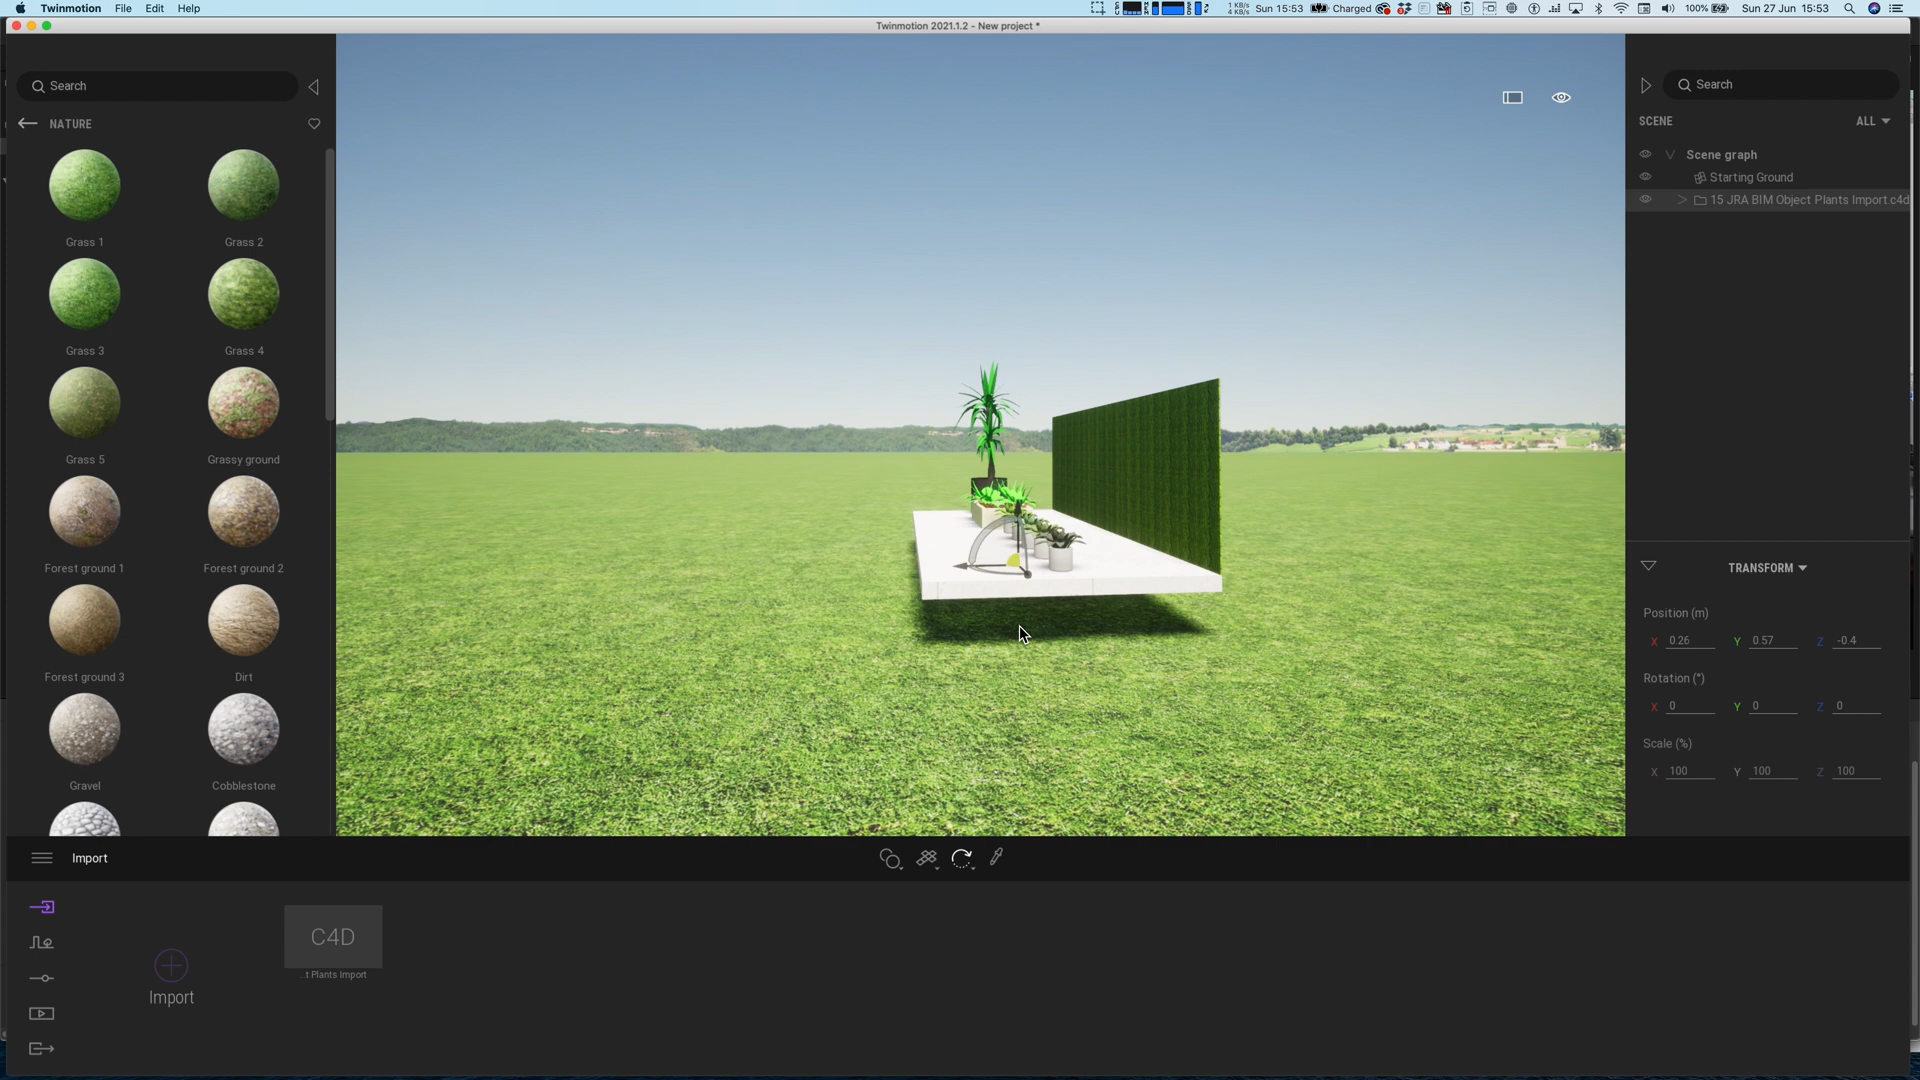 Twinmotion File Edit Help
1 KB/s
4 KB/s
Sun 15:53 Charged 100% Sun 27 Jun 15:53
Twinmotion 2021.1.2 - New project *
Search
NATURE
Grass 1 Grass 2
Grass 3 Grass 4
Grass 5 Grassy ground
Forest ground 1 Forest ground 2
Forest ground 3 Dirt
Gravel Cobblestone
Search
SCENE ALL
Scene graph
Starting Ground
15 JRA BIM Object Plants Import.c4d
TRANSFORM
Position (m)
X 0.26 Y 0.57 Z -0.4
Rotation (°)
X 0 Y 0 Z 0
Scale (%)
X 100 Y 100 Z 100
Import
C4D
...t Plants Import
Import